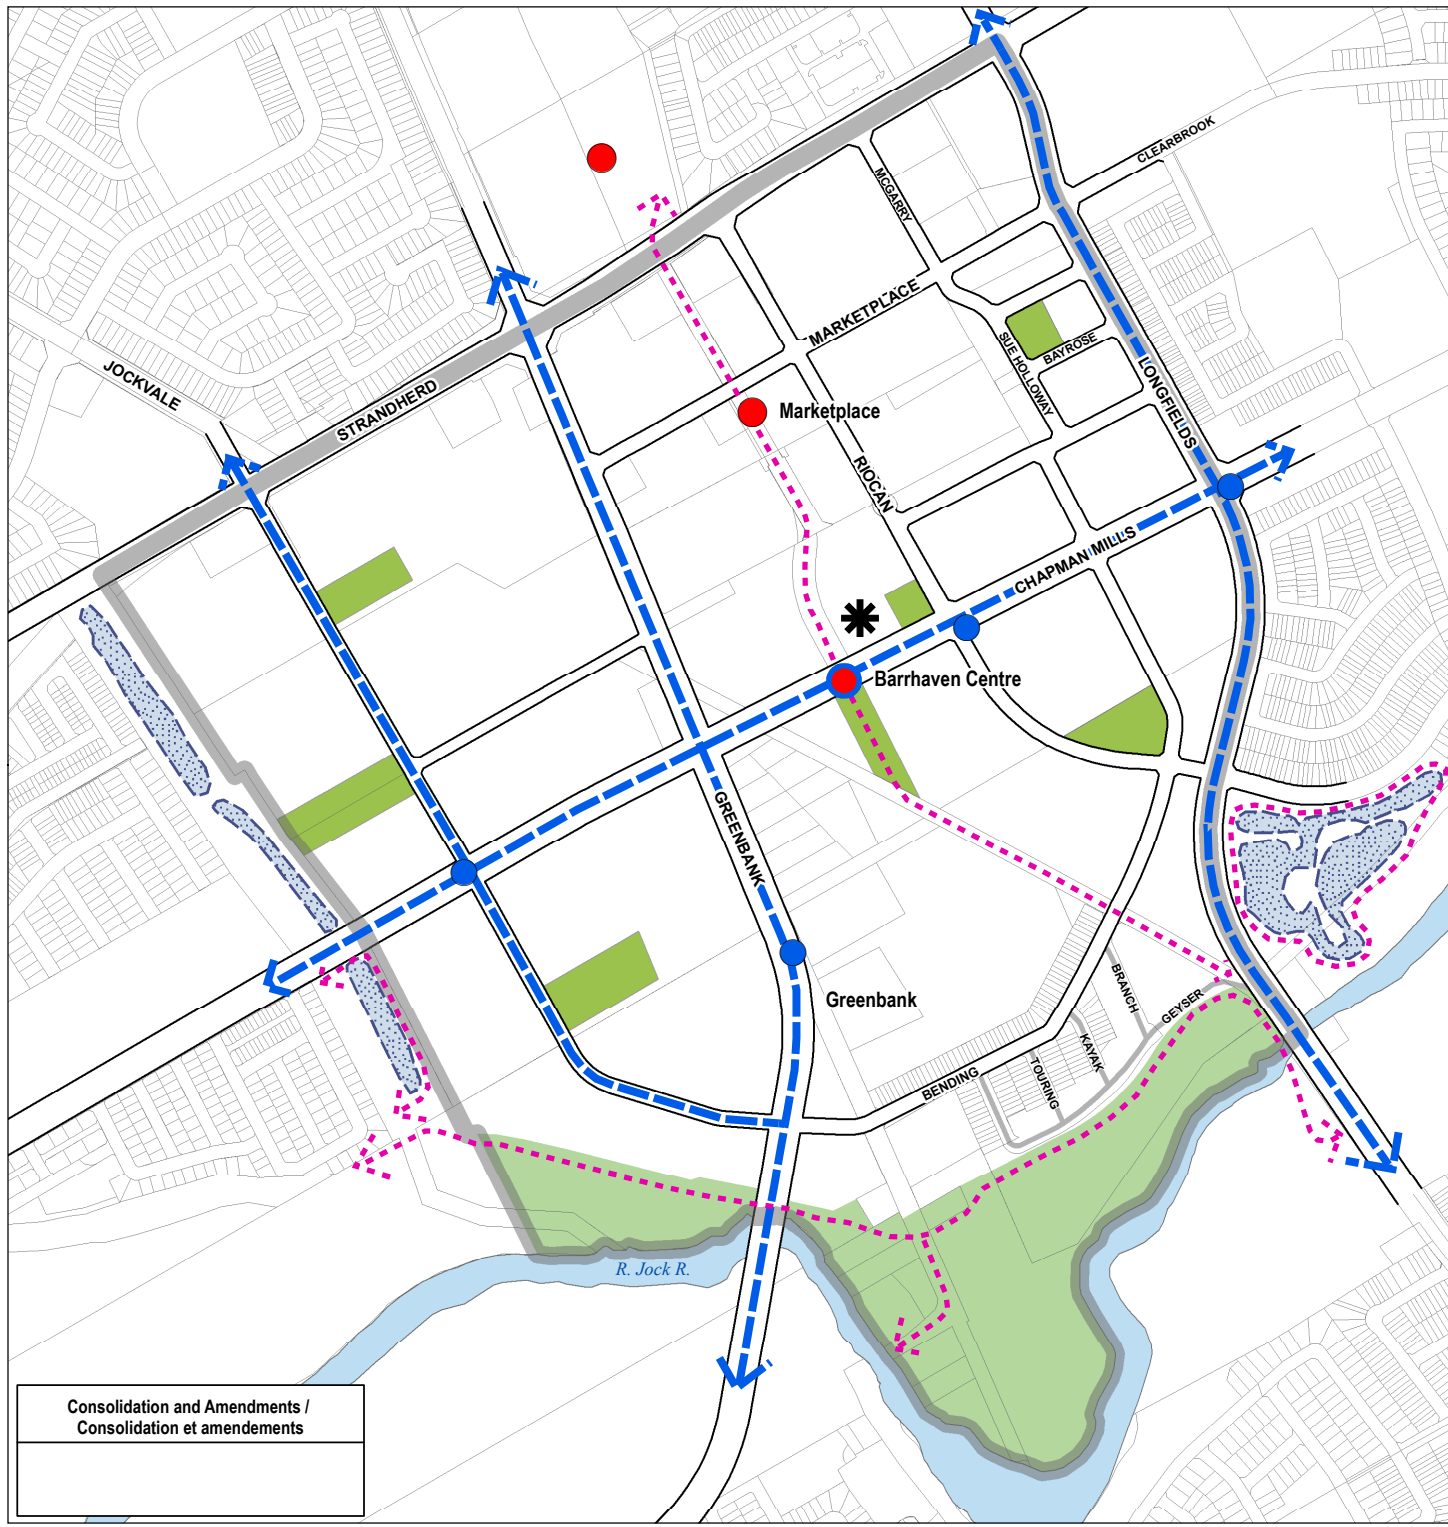 CLEARBROOK
MCGARRY
MARKETPLACE
SUE HOLLOWAY
BAYROSE
LONGFIELDS
JOCKVALE
STRANDHERD
Marketplace
RIOCAN
CHAPMAN MILLS
Barrhaven Centre
GREENBANK
Greenbank
BRANCH
GEYSER
KAYAK
TOURING
BENDING
R. Jock R.
Consolidation and Amendments /
Consolidation et amendements